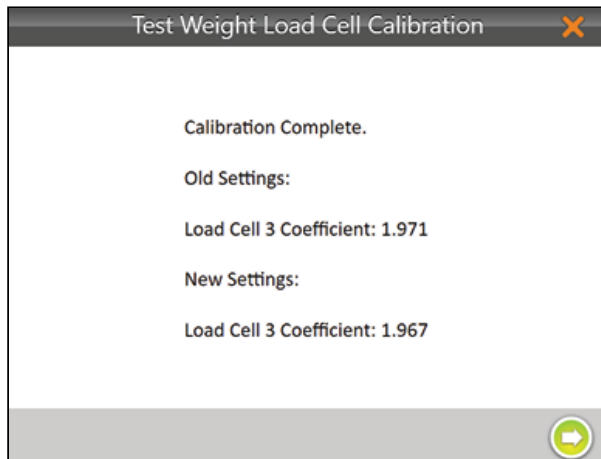 Test Weight Load Cell Calibration
Calibration Complete.
Old Settings:
Load Cell 3 Coefficient: 1.971
New Settings:
Load Cell 3 Coefficient: 1.967